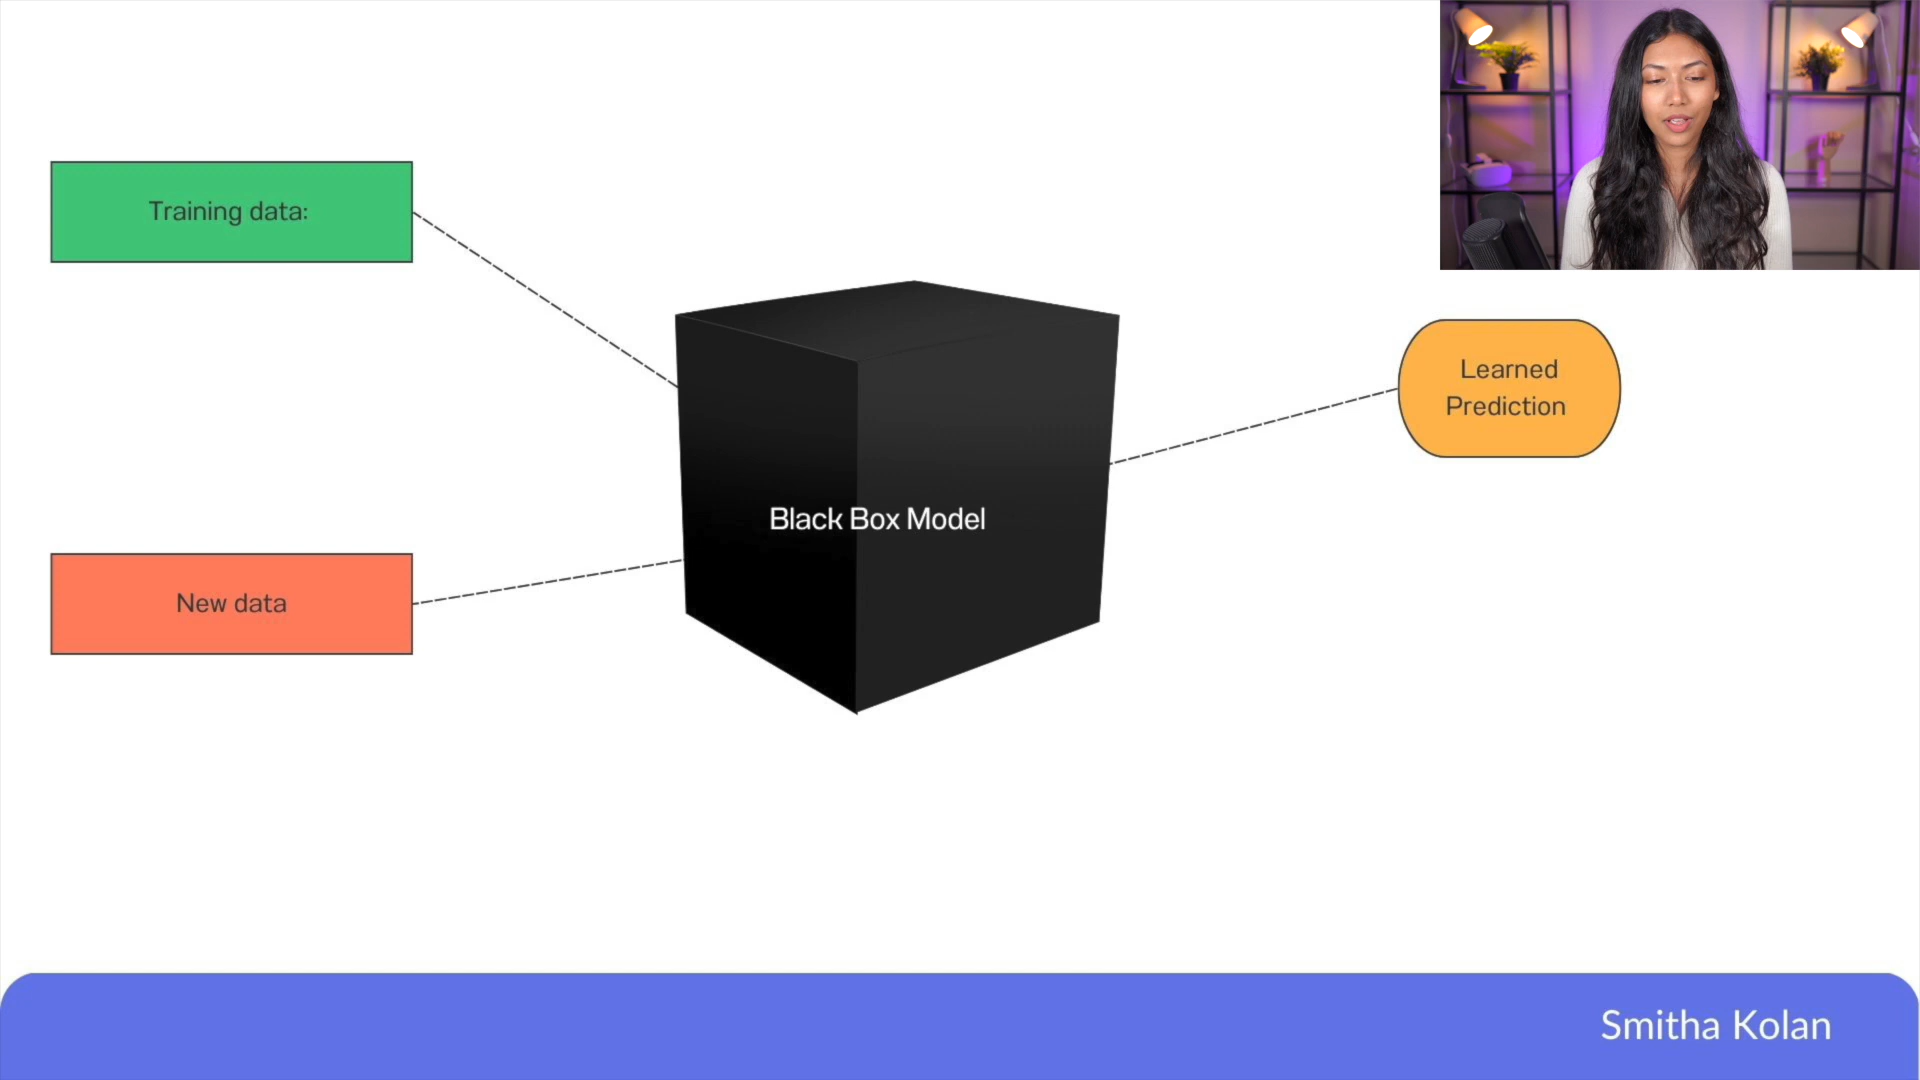 Training data:
Learned
Prediction
Black Box Model
New data
Smitha Kolan